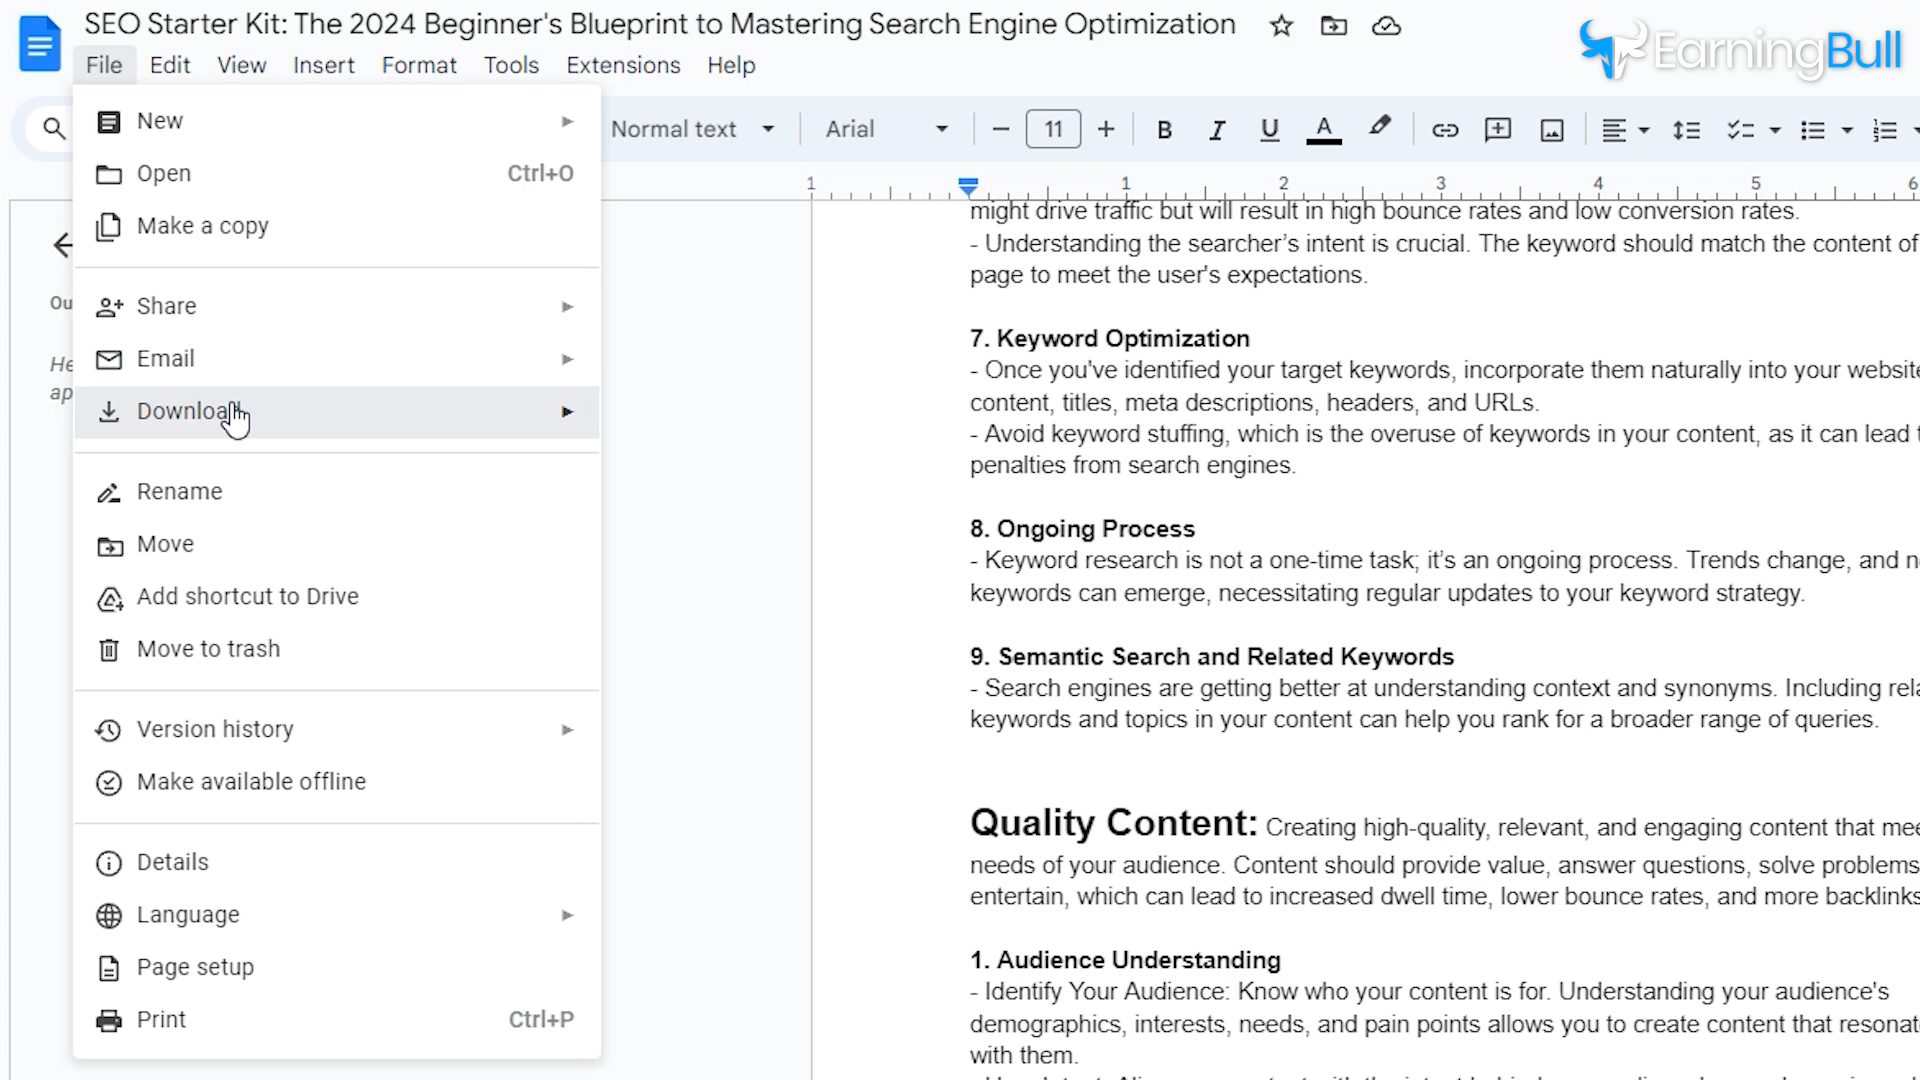 SEO Starter Kit: The 2024 Beginner's Blueprint to Mastering Search Engine Optimization
EarningBull
File Edit View Insert Format Tools Extensions Help
Normal text Arial 11
1 1 2 3 4 5 6
New
Open Ctrl+O
Make a copy
Share
Email
Download
Rename
Move
Add shortcut to Drive
Move to trash
Version history
Make available offline
Details
Language
Page setup
Print Ctrl+P
Ou
He
ap
might drive traffic but will result in high bounce rates and low conversion rates.
- Understanding the searcher’s intent is crucial. The keyword should match the content of
page to meet the user's expectations.
7. Keyword Optimization
- Once you've identified your target keywords, incorporate them naturally into your website
content, titles, meta descriptions, headers, and URLs.
- Avoid keyword stuffing, which is the overuse of keywords in your content, as it can lead t
penalties from search engines.
8. Ongoing Process
- Keyword research is not a one-time task; it’s an ongoing process. Trends change, and n
keywords can emerge, necessitating regular updates to your keyword strategy.
9. Semantic Search and Related Keywords
- Search engines are getting better at understanding context and synonyms. Including rela
keywords and topics in your content can help you rank for a broader range of queries.
Quality Content: Creating high-quality, relevant, and engaging content that mee
needs of your audience. Content should provide value, answer questions, solve problems
entertain, which can lead to increased dwell time, lower bounce rates, and more backlinks
1. Audience Understanding
- Identify Your Audience: Know who your content is for. Understanding your audience's
demographics, interests, needs, and pain points allows you to create content that resonat
with them.